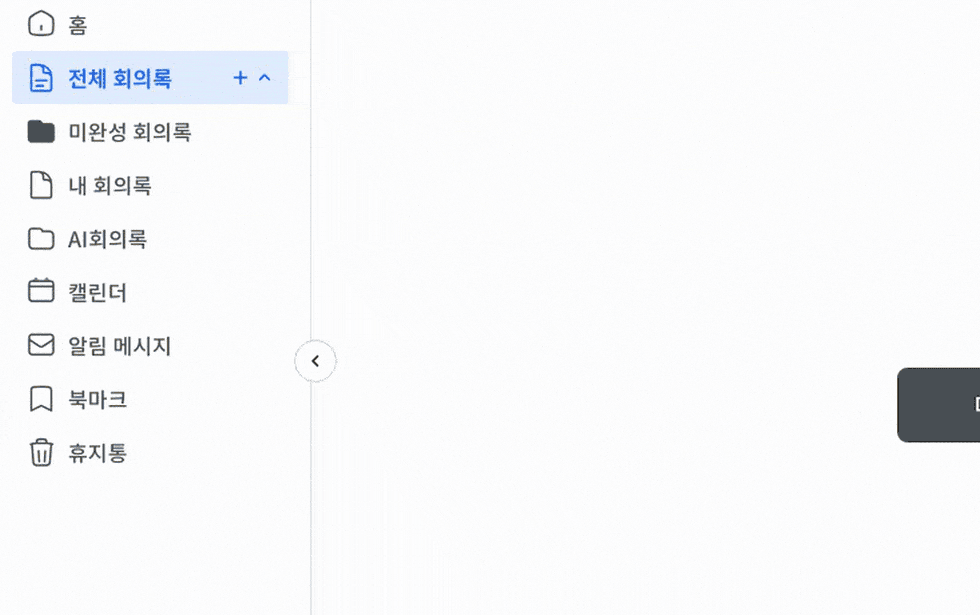 홈
전체 회의록
미완성 회의록
내 회의록
AI회의록
캘린더
알림 메시지
북마크
휴지통